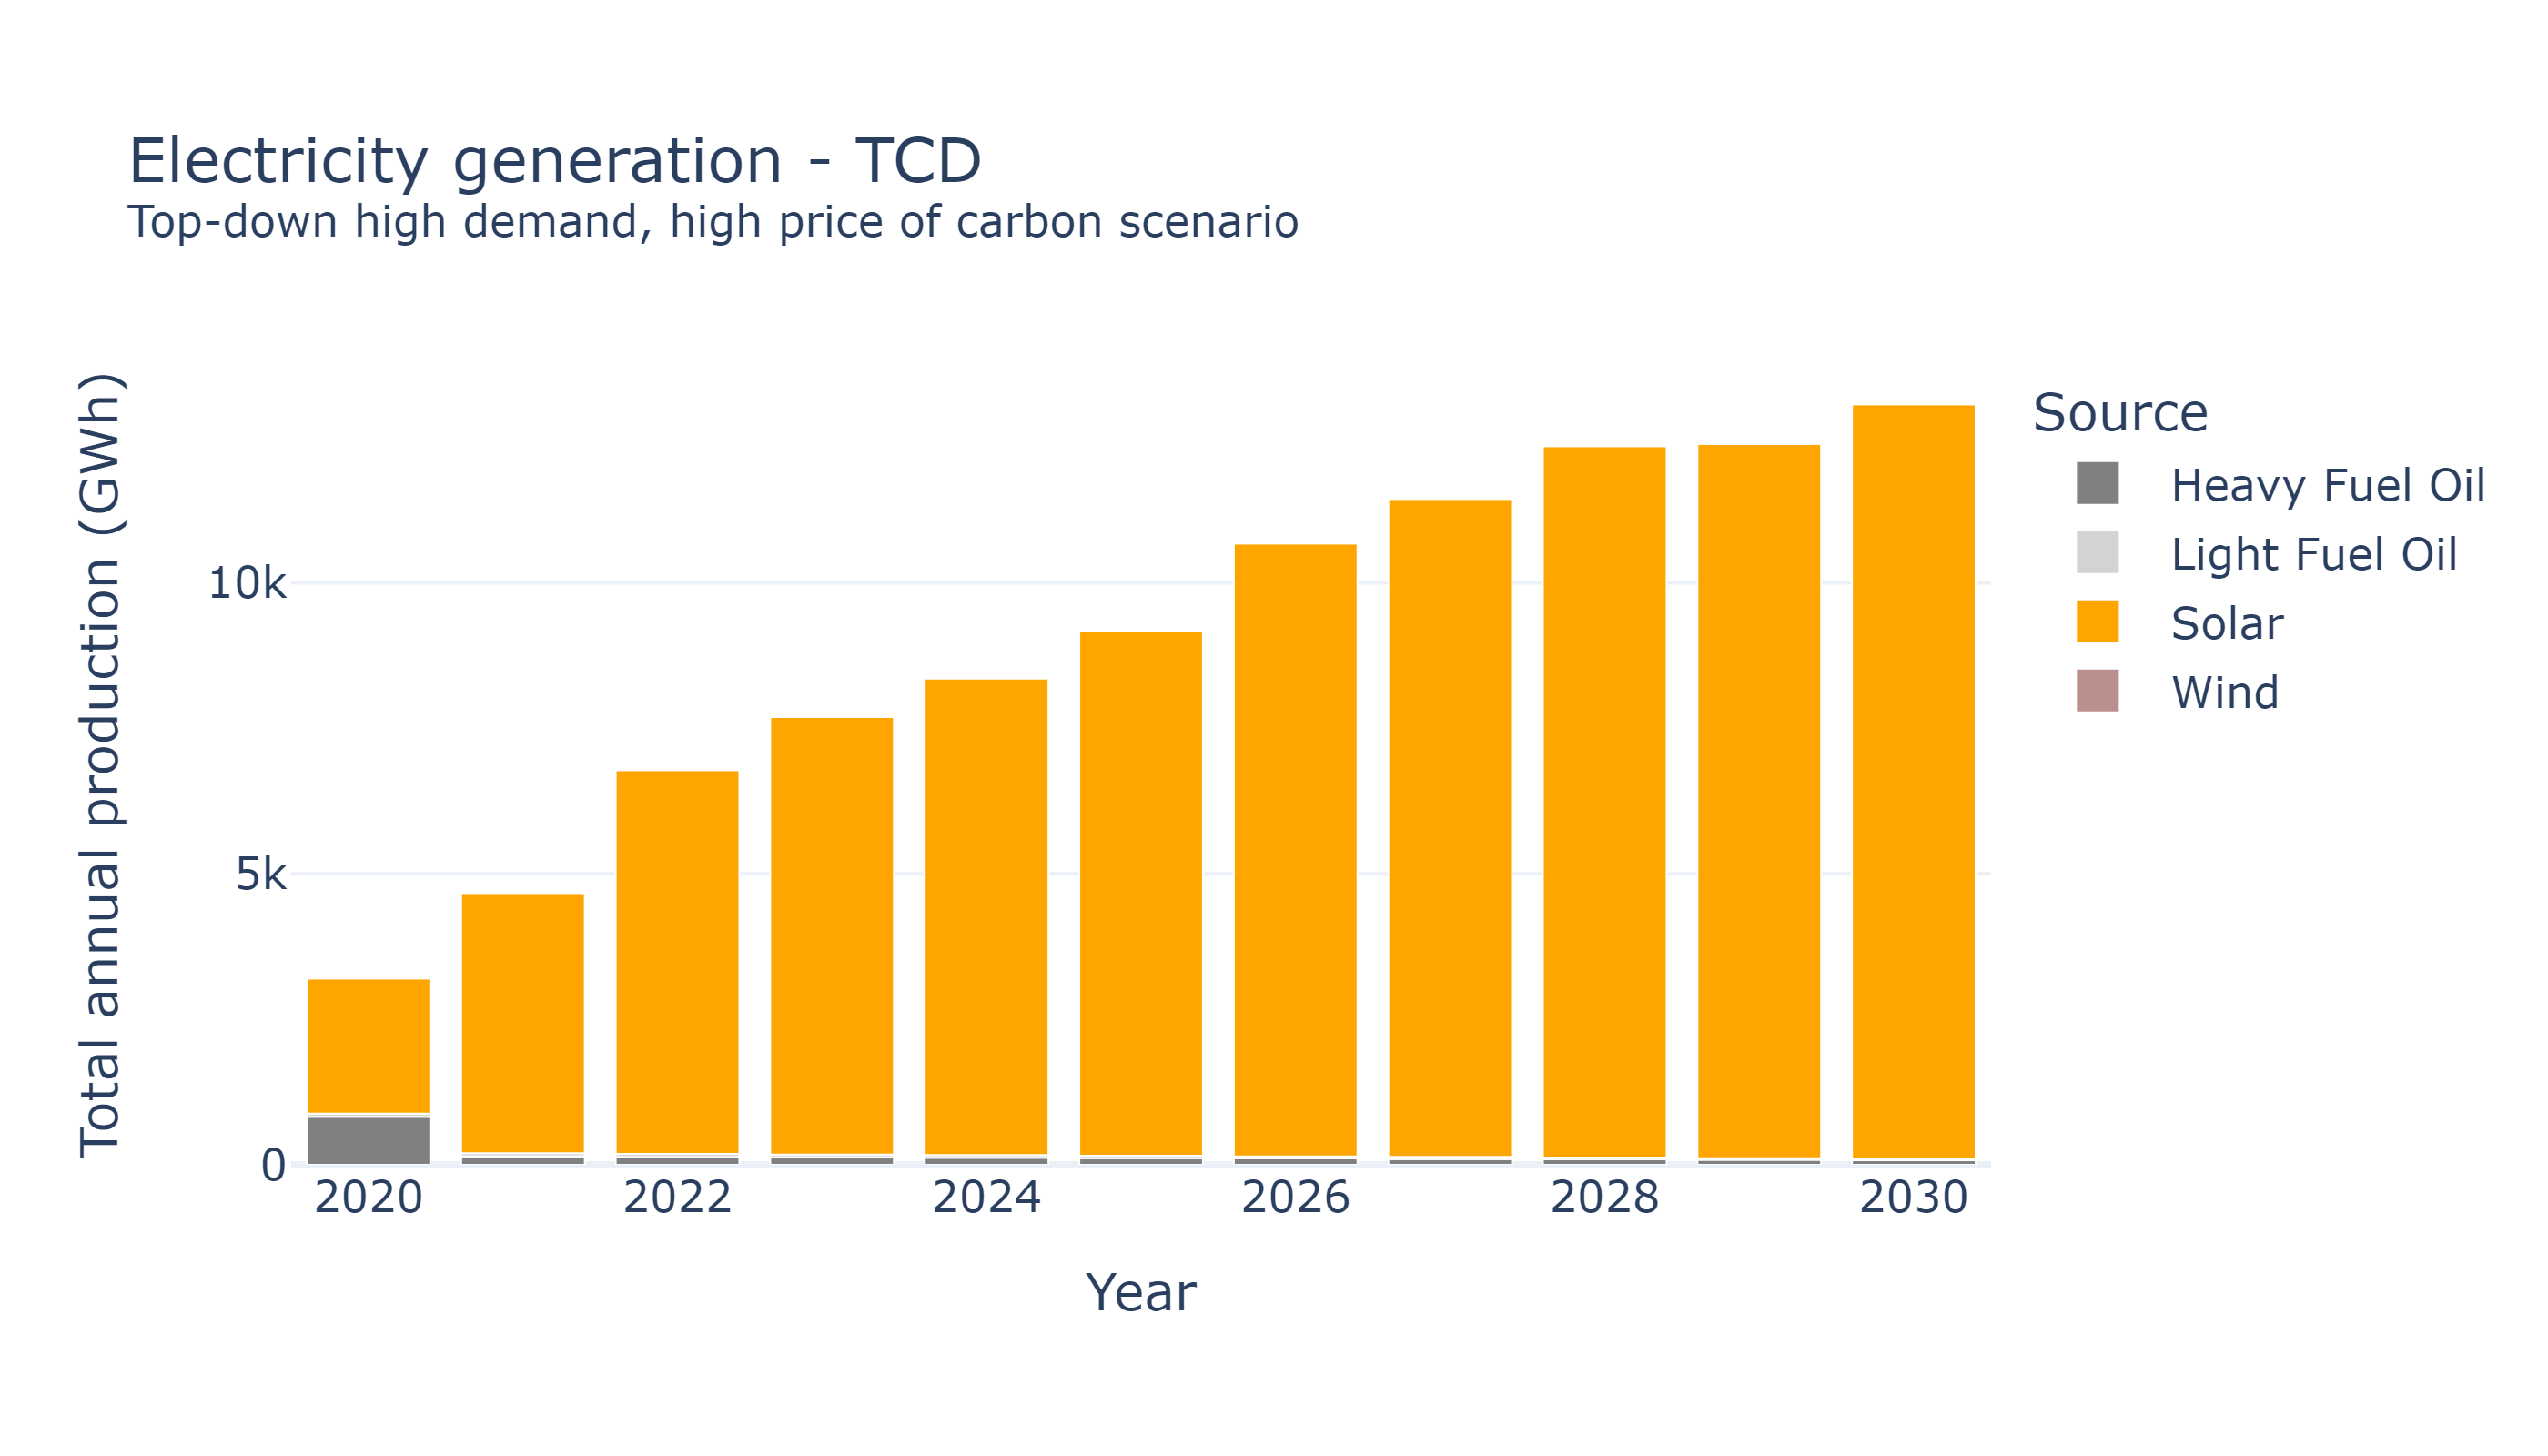 Electricity generation - TCD
Top-down high demand, high price of carbon scenario
Total annual production (GWh)
10k
5k
0
2020
2022
2024
2026
2028
2030
Year
Source
Heavy Fuel Oil
Light Fuel Oil
Solar
Wind